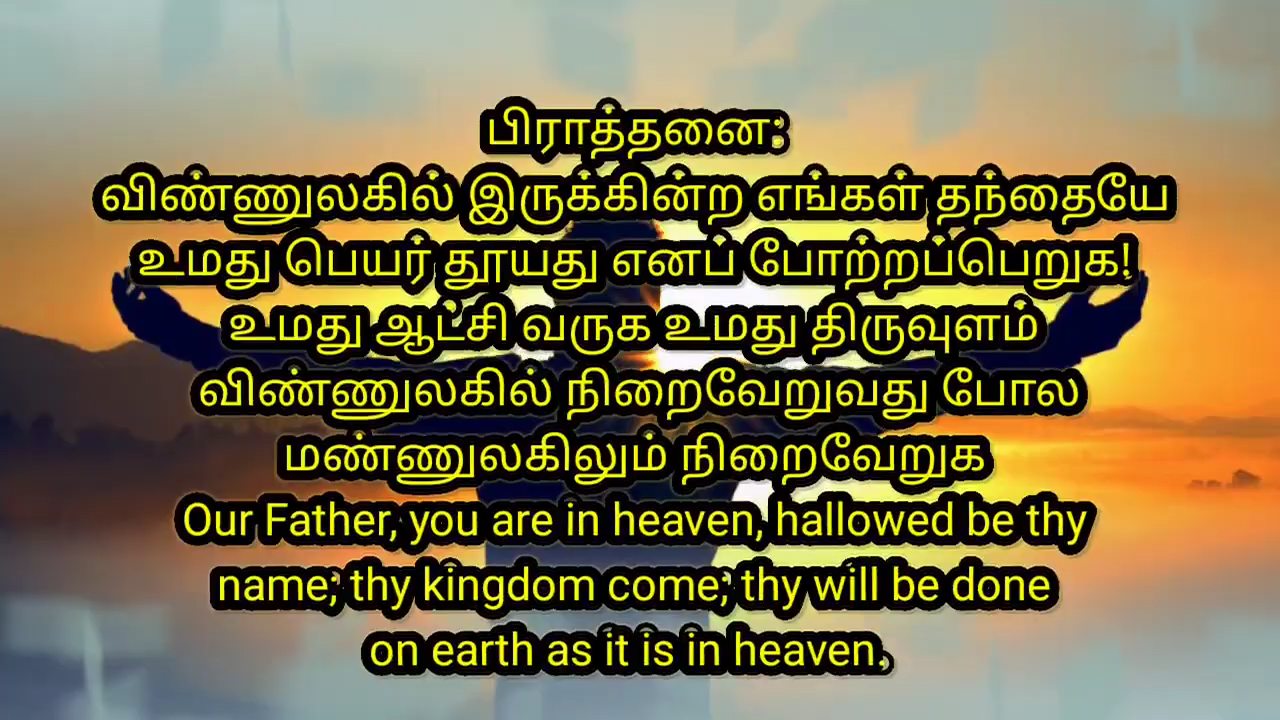 பிராத்தனை:
விண்ணுலகில் இருக்கின்ற எங்கள் தந்தையே
உமது பெயர் தூயது எனப் போற்றப்பெறுக!
உமது ஆட்சி வருக உமது திருவுளம்
விண்ணுலகில் நிறைவேறுவது போல
மண்ணுலகிலும் நிறைவேறுக
Our Father, you are in heaven, hallowed be thy
name; thy kingdom come; thy will be done
on earth as it is in heaven.